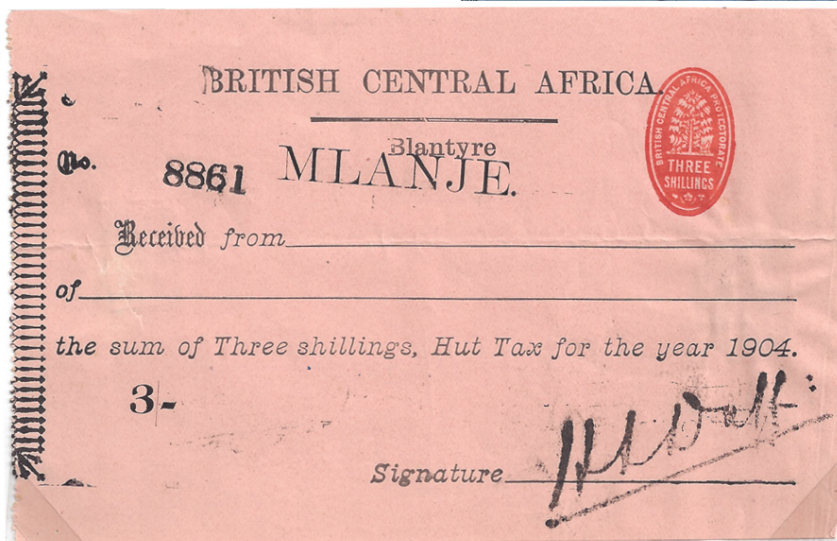 BRITISH CENTRAL AFRICA.
BRITISH CENTRAL AFRICA PROTECTORATE
THREE
SHILLINGS
Blantyre
No. 8861 MLANJE.
Received from
of
the sum of Three shillings, Hut Tax for the year 1904.
3/-
Signature